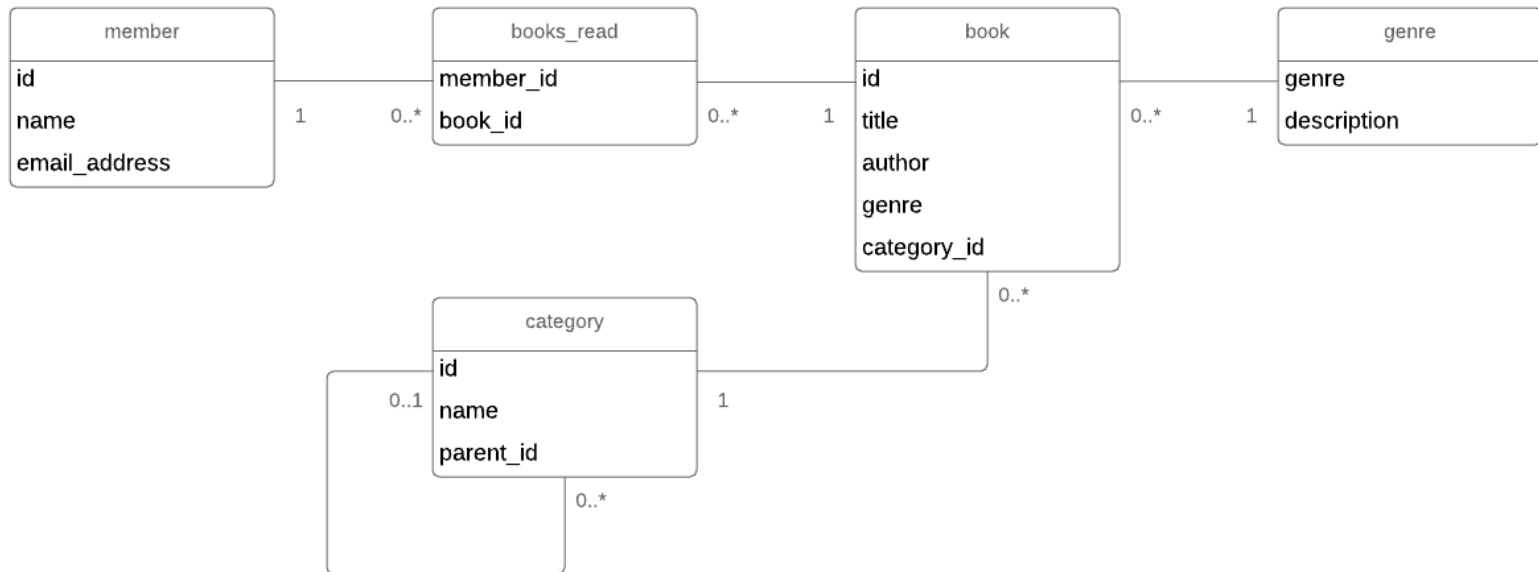 member
id
name
email_address
1
0..*
books_read
member_id
book_id
0..*
1
book
id
title
author
genre
category_id
0..*
1
genre
genre
description
0..*
category
id
name
parent_id
0..1
1
0..*